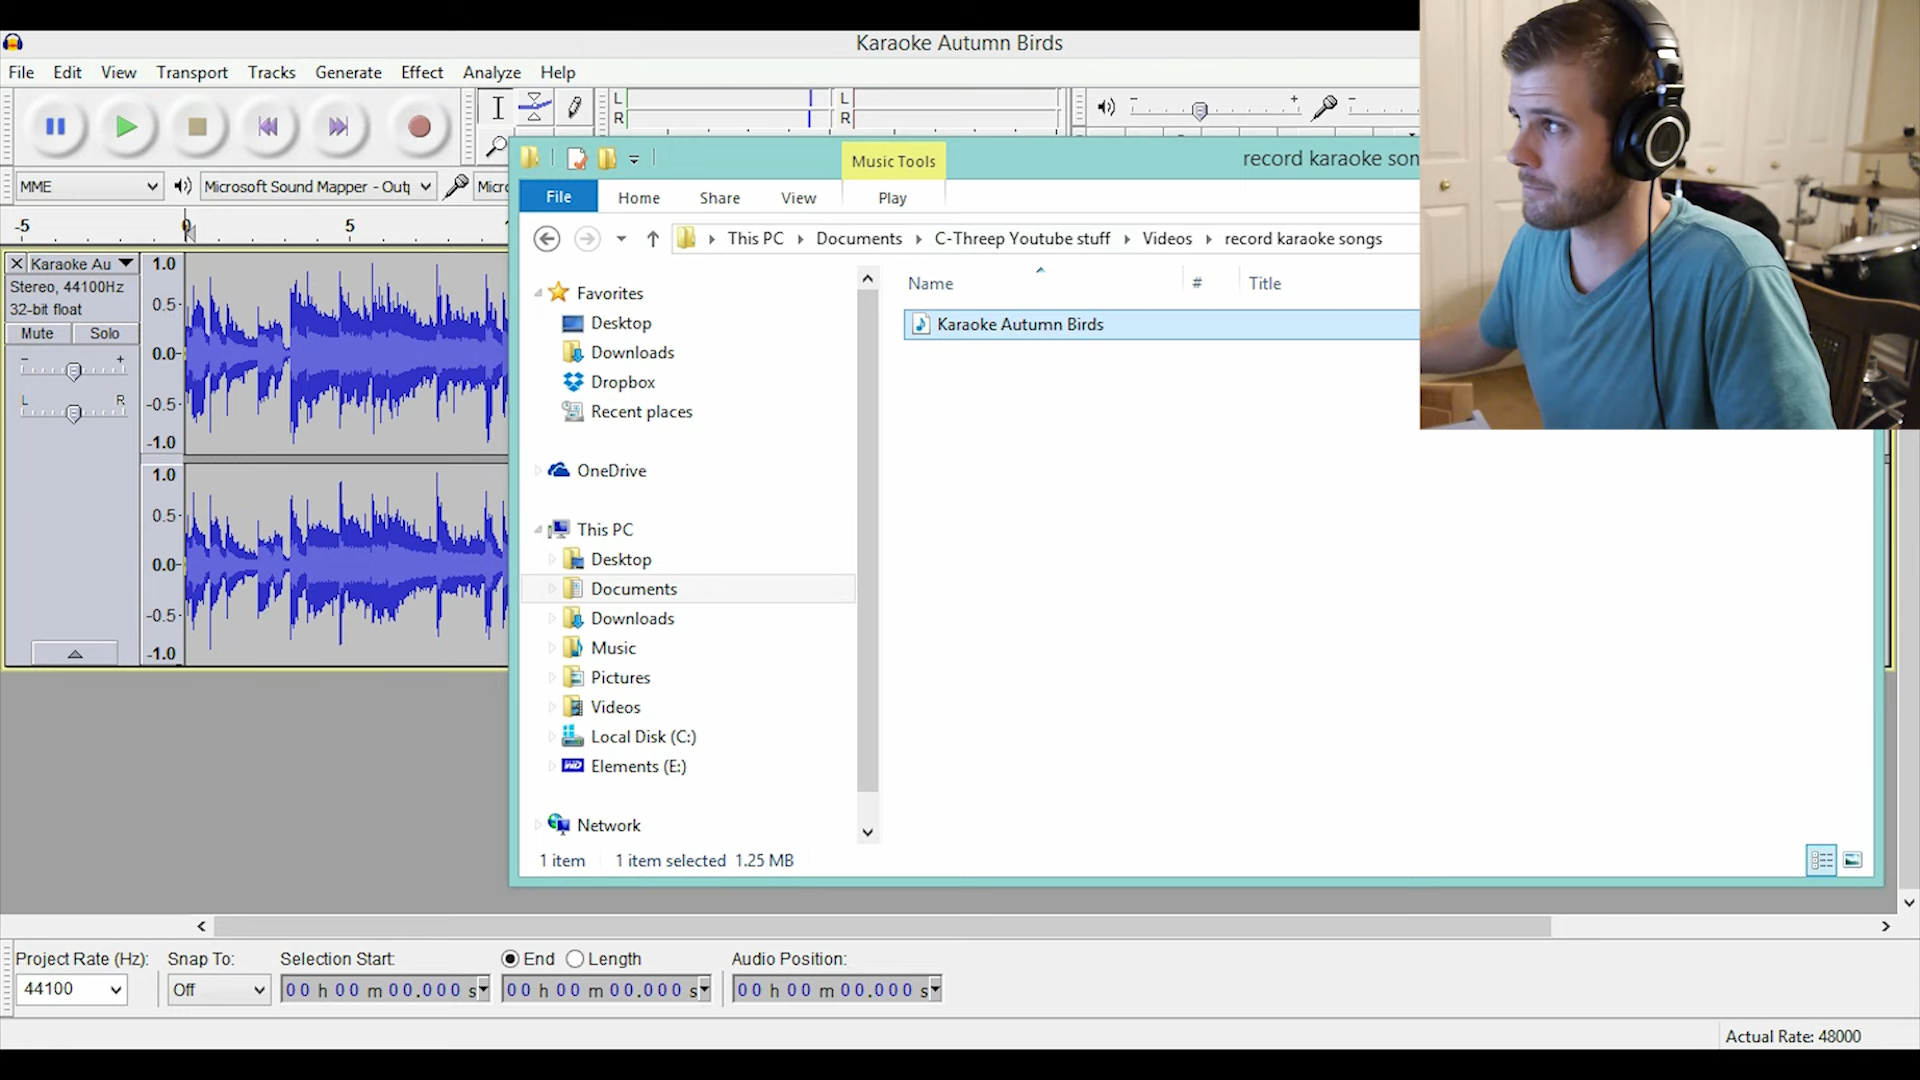 Karaoke Autumn Birds
File Edit View Transport Tracks Generate Effect Analyze Help
L
R
L
R
- +
-
MME
Microsoft Sound Mapper - Outp
Micro
-5 0 5
Karaoke Au
Stereo, 44100Hz
32-bit float
Mute Solo
- +
L R
1.0
0.5
0.0
-0.5
-1.0
1.0
0.5
0.0
-0.5
-1.0
Music Tools
record karaoke son
File Home Share View Play
This PC Documents C-Threep Youtube stuff Videos record karaoke songs
Name # Title
Karaoke Autumn Birds
Favorites
Desktop
Downloads
Dropbox
Recent places
OneDrive
This PC
Desktop
Documents
Downloads
Music
Pictures
Videos
Local Disk (C:)
WD Elements (E:)
Network
1 item 1 item selected 1.25 MB
Project Rate (Hz): Snap To: Selection Start: End Length Audio Position:
44100 Off 00 h 00 m 00.000 s 00 h 00 m 00.000 s 00 h 00 m 00.000 s
Actual Rate: 48000